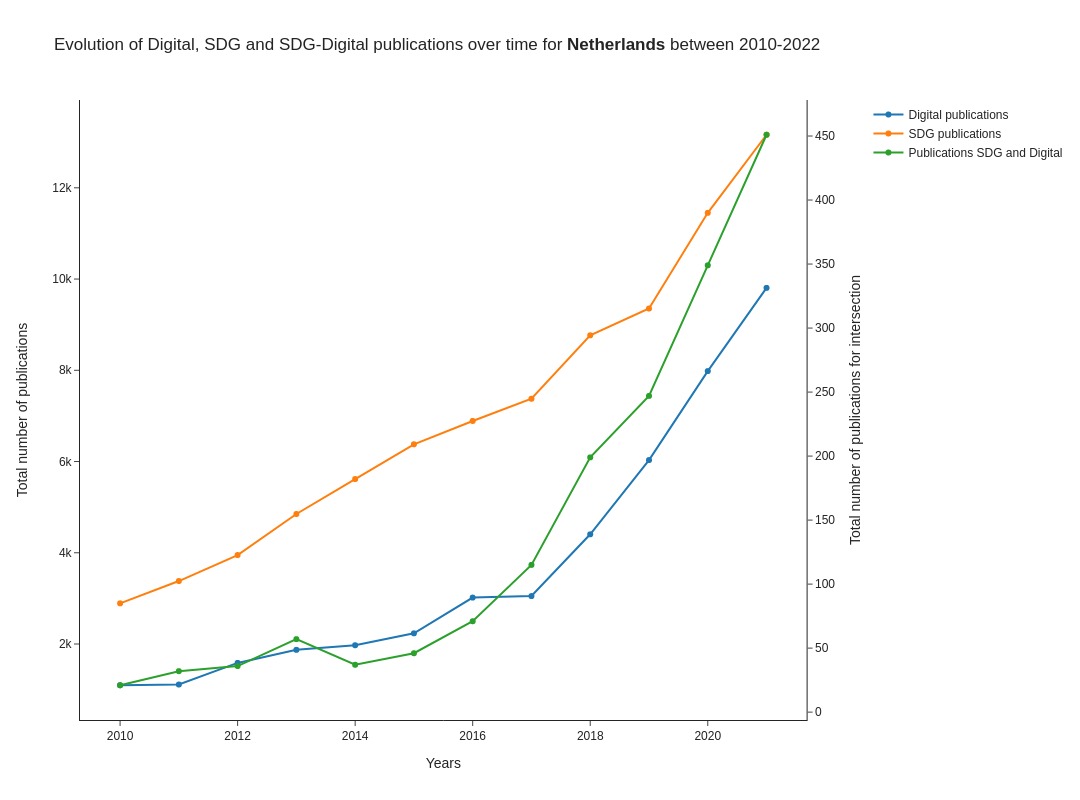 Evolution of Digital, SDG and SDG-Digital publications over time for Netherlands between 2010-2022
Digital publications
SDG publications
Publications SDG and Digital
Total number of publications
12k
10k
8k
6k
4k
2k
450
400
350
300
250
200
150
100
50
0
Total number of publications for intersection
2010
2012
2014
2016
2018
2020
Years